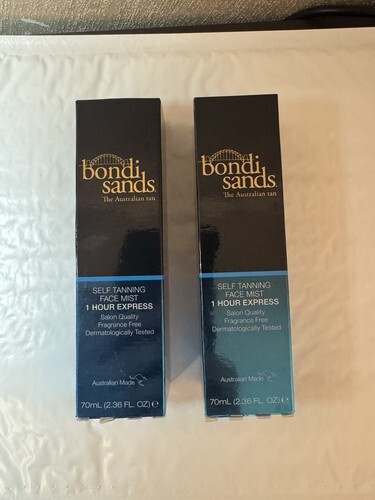 bondi
sands
The Australian tan
SELF TANNING
FACE MIST
1 HOUR EXPRESS
Salon Quality
Fragrance Free
Dermatologically Tested
Australian Made
70mL (2.36 FL. OZ) ℮
bondi
sands
The Australian tan
SELF TANNING
FACE MIST
1 HOUR EXPRESS
Salon Quality
Fragrance Free
Dermatologically Tested
Australian Made
70mL (2.36 FL. OZ) ℮